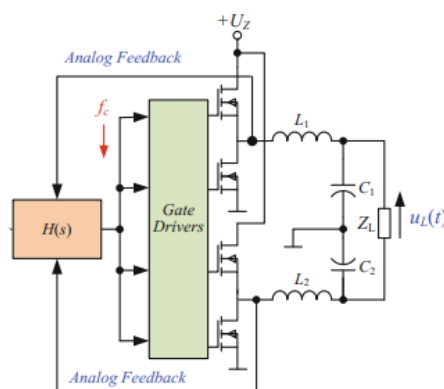 +U_Z
Analog Feedback
f_c
L_1
C_1
Gate
Drivers
H(s)
Z_L
u_L(t)
C_2
L_2
Analog Feedback